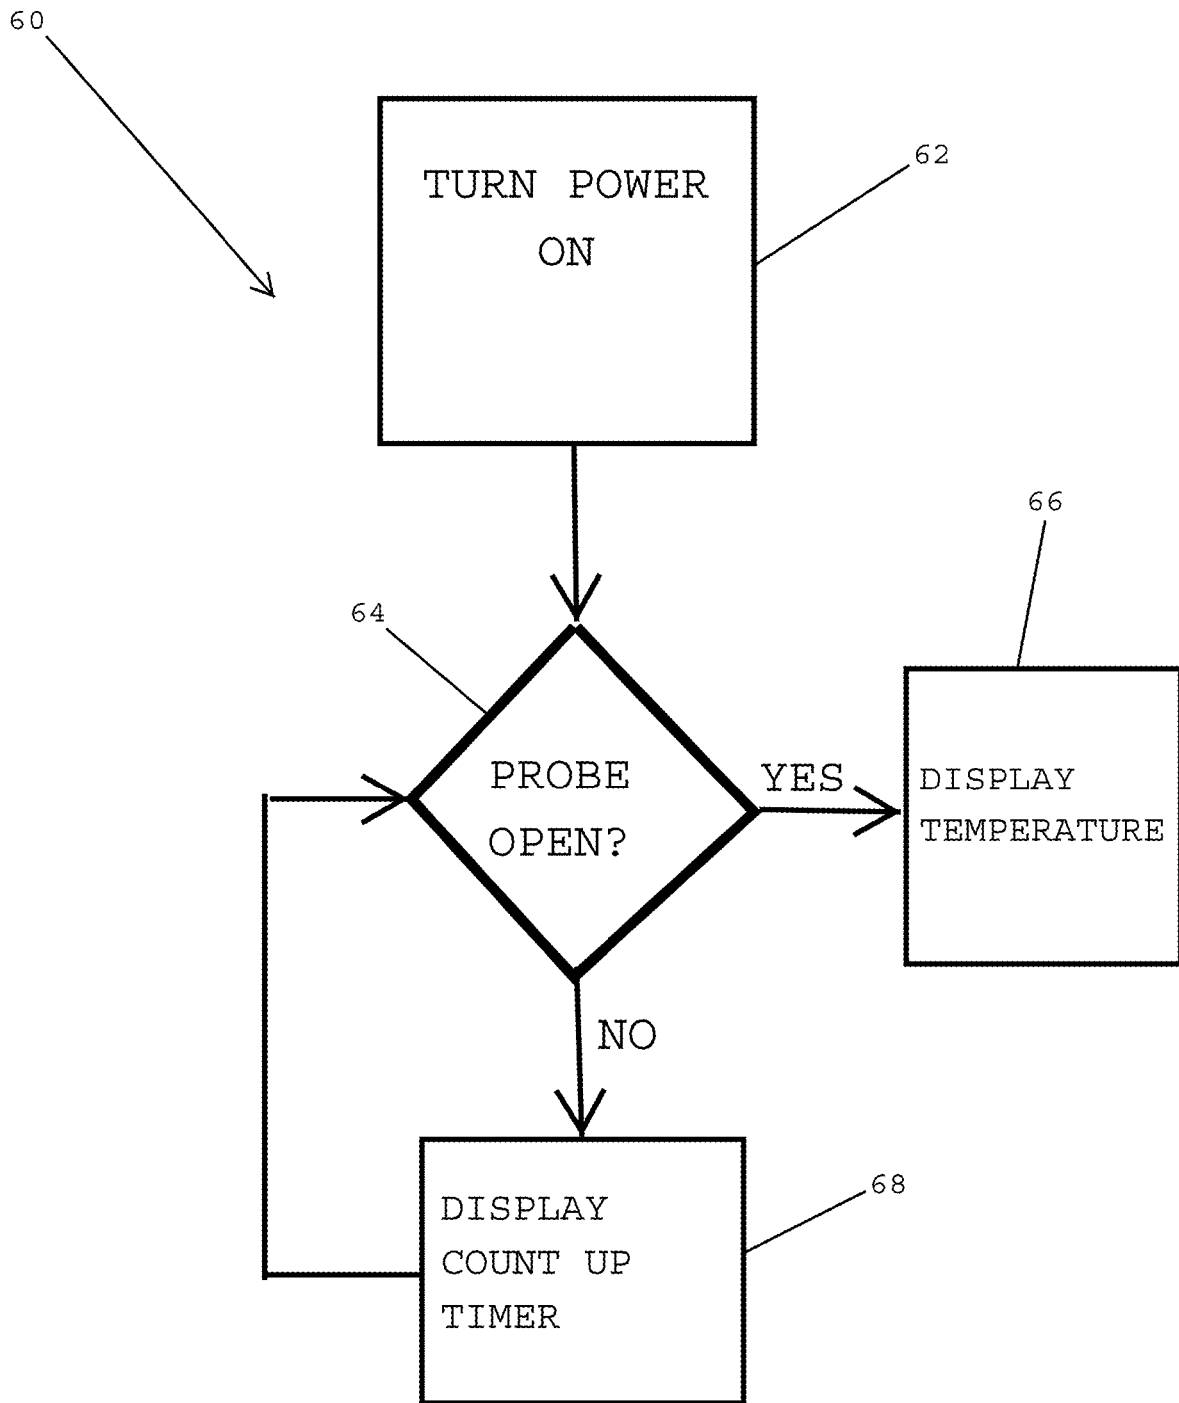 60
TURN POWER
ON
62
66
64
PROBE
OPEN?
YES
DISPLAY
TEMPERATURE
NO
DISPLAY
COUNT UP
TIMER
68